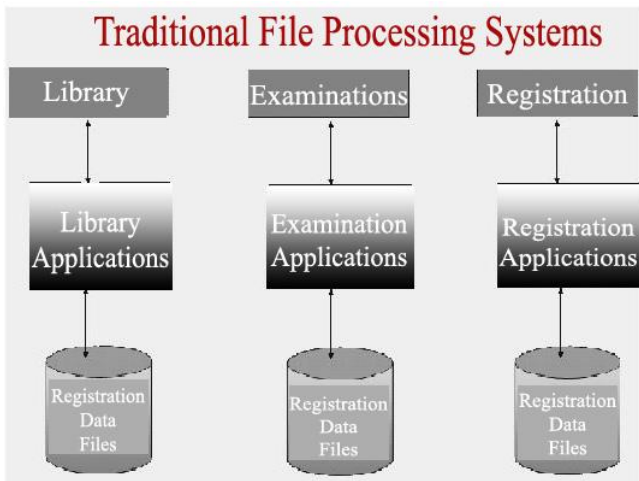 Traditional File Processing Systems
Library
Examinations
Registration
Library
Applications
Examination
Applications
Registration
Applications
Registration
Data
Files
Registration
Data
Files
Registration
Data
Files